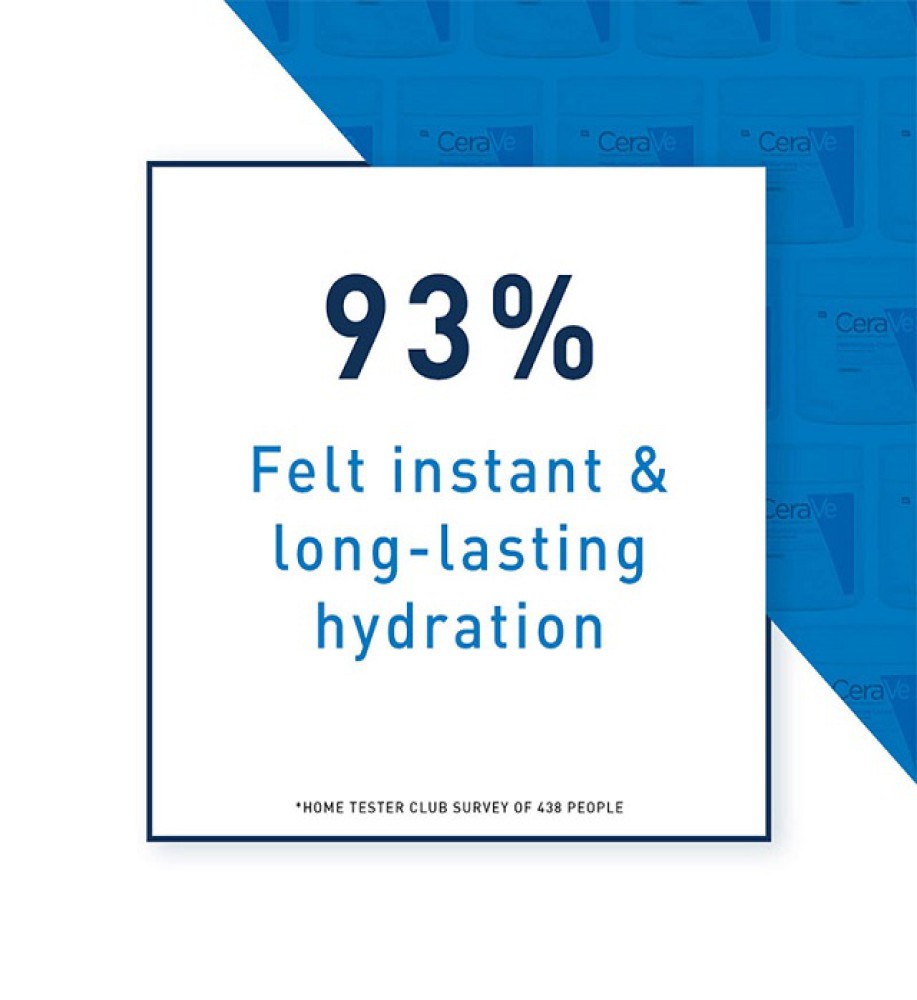 CeraVe
CeraVe
CeraVe
CeraVe
93%
Felt instant &
long-lasting
hydration
CeraVe
CeraVe
*HOME TESTER CLUB SURVEY OF 438 PEOPLE